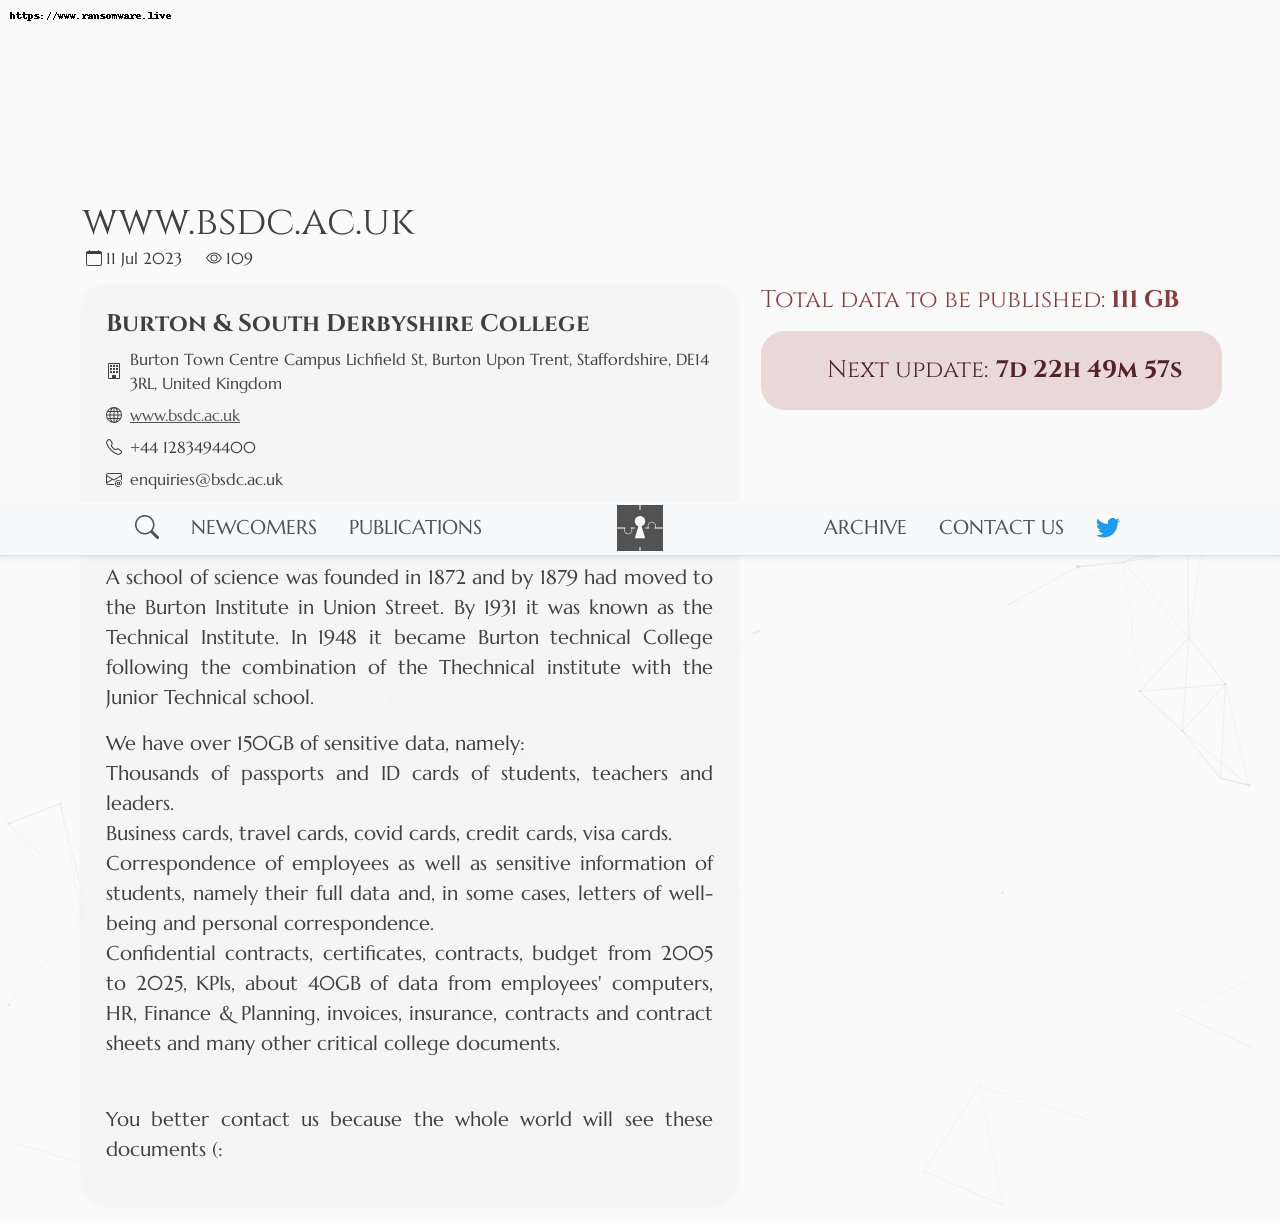 https://www.ransomware.live
WWW.BSDC.AC.UK
11 Jul 2023 109
Burton & South Derbyshire College
Burton Town Centre Campus Lichfield St, Burton Upon Trent, Staffordshire, DE14
3RL, United Kingdom
www.bsdc.ac.uk
+44 1283494400
enquiries@bsdc.ac.uk
Total data to be published: 111 GB
Next update: 7d 22h 49m 57s
NEWCOMERS PUBLICATIONS ARCHIVE CONTACT US
A school of science was founded in 1872 and by 1879 had moved to
the Burton Institute in Union Street. By 1931 it was known as the
Technical Institute. In 1948 it became Burton technical College
following the combination of the Thechnical institute with the
Junior Technical school.
We have over 150GB of sensitive data, namely:
Thousands of passports and ID cards of students, teachers and
leaders.
Business cards, travel cards, covid cards, credit cards, visa cards.
Correspondence of employees as well as sensitive information of
students, namely their full data and, in some cases, letters of well-
being and personal correspondence.
Confidential contracts, certificates, contracts, budget from 2005
to 2025, KPIs, about 40GB of data from employees' computers,
HR, Finance & Planning, invoices, insurance, contracts and contract
sheets and many other critical college documents.
You better contact us because the whole world will see these
documents (: